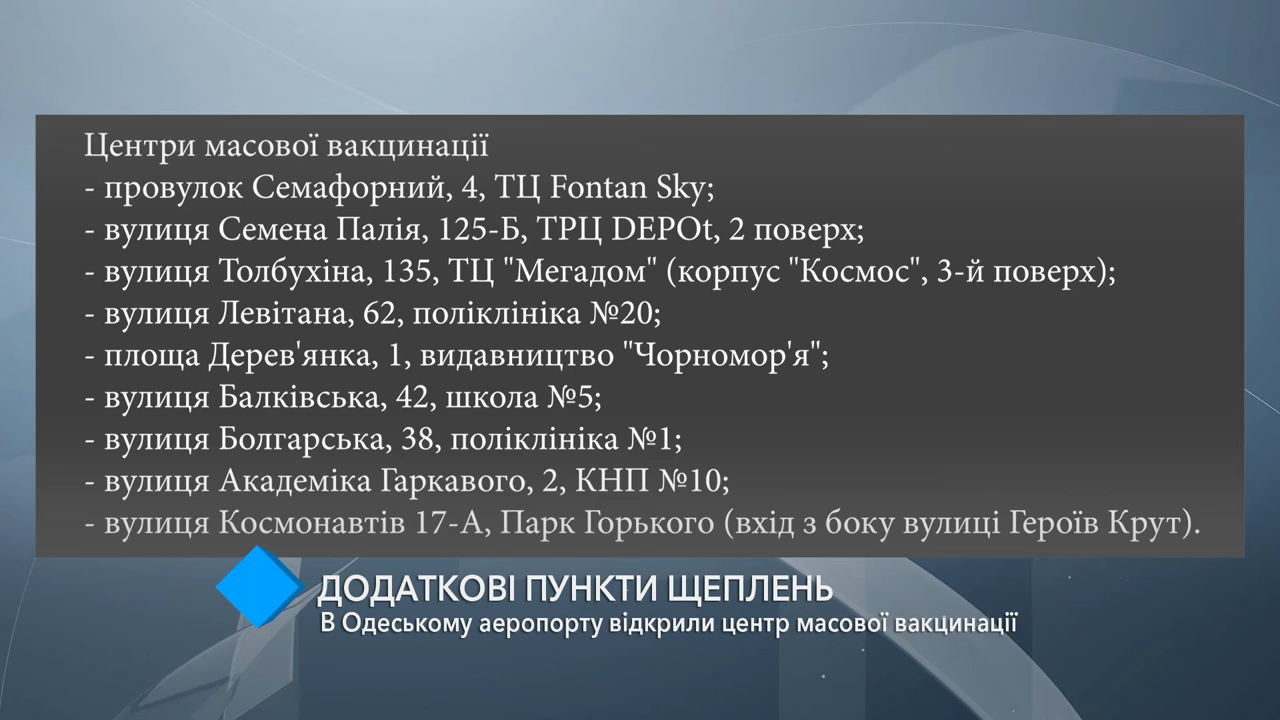 Центри масової вакцинації
- провулок Семафорний, 4, ТЦ Fontan Sky;
- вулиця Семена Палія, 125-Б, ТРЦ DEPOt, 2 поверх;
- вулиця Толбухіна, 135, ТЦ "Мегадом" (корпус "Космос", 3-й поверх);
- вулиця Левітана, 62, поліклініка №20;
- площа Дерев'янка, 1, видавництво "Чорномор'я";
- вулиця Балківська, 42, школа №5;
- вулиця Болгарська, 38, поліклініка №1;
- вулиця Академіка Гаркавого, 2, КНП №10;
- вулиця Космонавтів 17-А, Парк Горького (вхід з боку вулиці Героїв Крут).
ДОДАТКОВІ ПУНКТИ ЩЕПЛЕНЬ
В Одеському аеропорту відкрили центр масової вакцинації